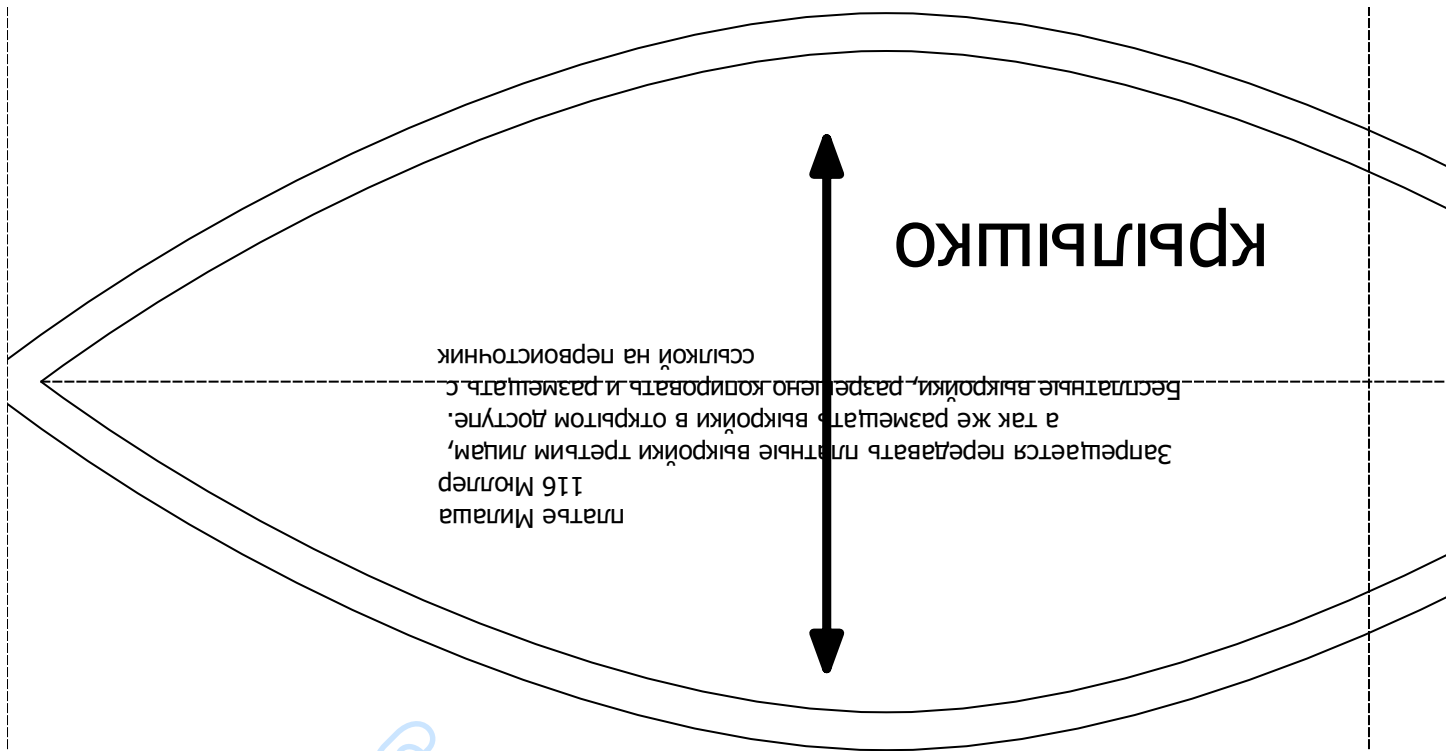 платье Милаша
116 Мюллер
Запрещается передавать платные выкройки третьим лицам,
а так же размещать выкройки в открытом доступе.
Бесплатные выкройки, разрешено копировать и размещать с
ссылкой на первоисточник
крылышко